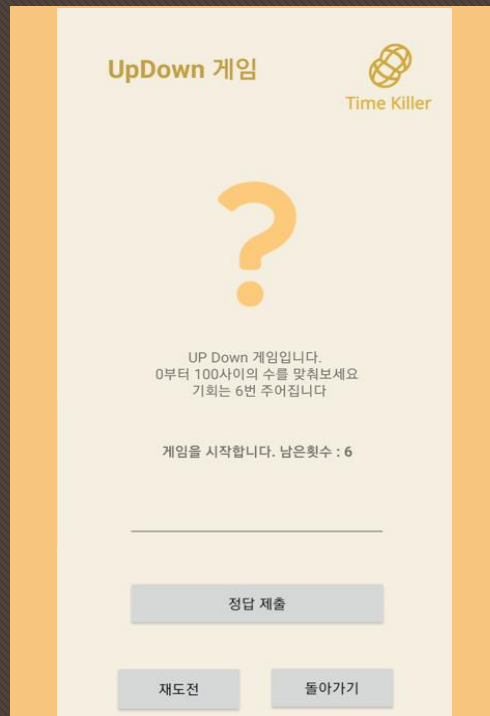 UpDown 게임
Time Killer
?
UP Down 게임입니다.
0부터 100사이의 수를 맞춰보세요
기회는 6번 주어집니다
게임을 시작합니다. 남은횟수 : 6
정답 제출
재도전
돌아가기